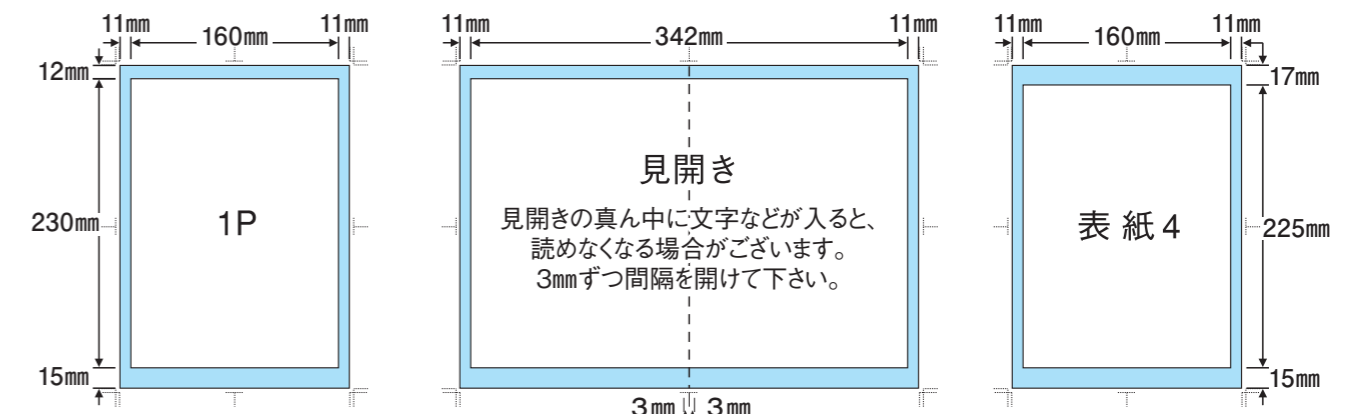 11㎜
160㎜
11㎜
12㎜
230㎜
15㎜
1P
11㎜
342㎜
11㎜
見開き
見開きの真ん中に文字などが入ると、
読めなくなる場合がございます。
3㎜ずつ間隔を開けて下さい。
3㎜
3㎜
11㎜
160㎜
11㎜
17㎜
表紙4
225㎜
15㎜